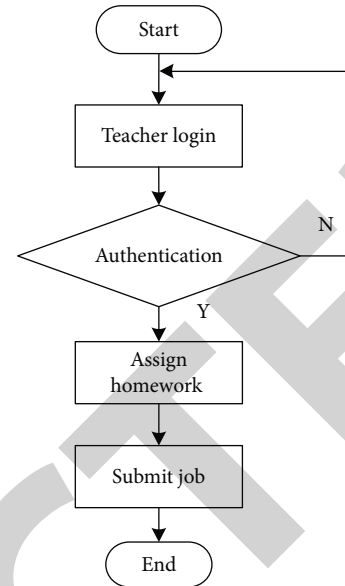 Start
Teacher login
Authentication
N
Y
Assign
homework
Submit job
End